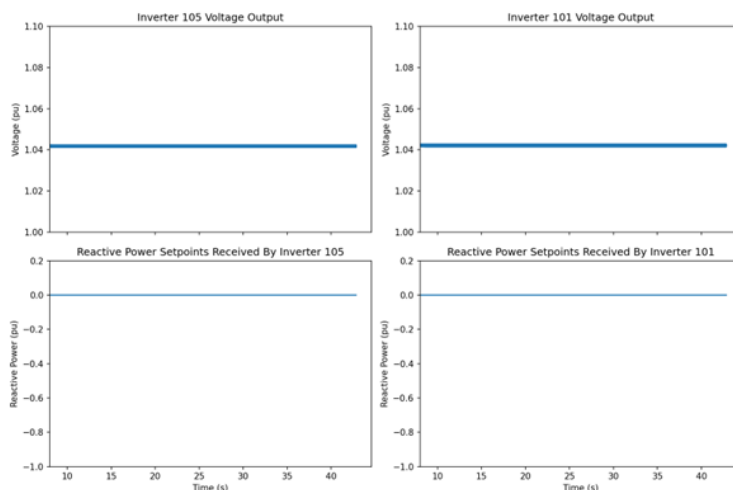 Inverter 105 Voltage Output
1.10
1.08
1.06
1.04
1.02
1.00
Voltage (pu)
Inverter 101 Voltage Output
1.10
1.08
1.06
1.04
1.02
1.00
Voltage (pu)
Reactive Power Setpoints Received By Inverter 105
0.2
0.0
−0.2
−0.4
−0.6
−0.8
−1.0
Reactive Power (pu)
10 15 20 25 30 35 40
Time (s)
Reactive Power Setpoints Received By Inverter 101
0.2
0.0
−0.2
−0.4
−0.6
−0.8
−1.0
Reactive Power (pu)
10 15 20 25 30 35 40
Time (s)